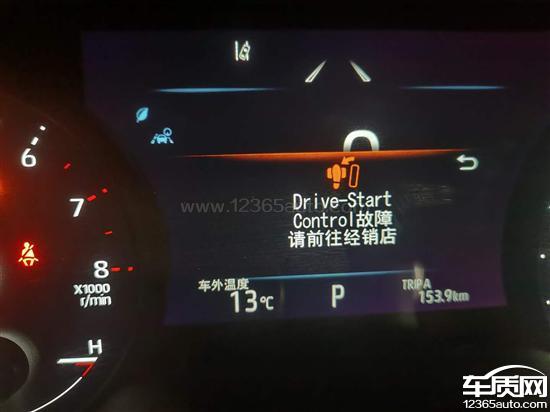 6
7
8
X1000
r/min
H
www.12365auto.com
Drive-Start
Control故障
请前往经销店
车外温度
13℃
P
TRIP A
153.9km
车质网
12365auto.com